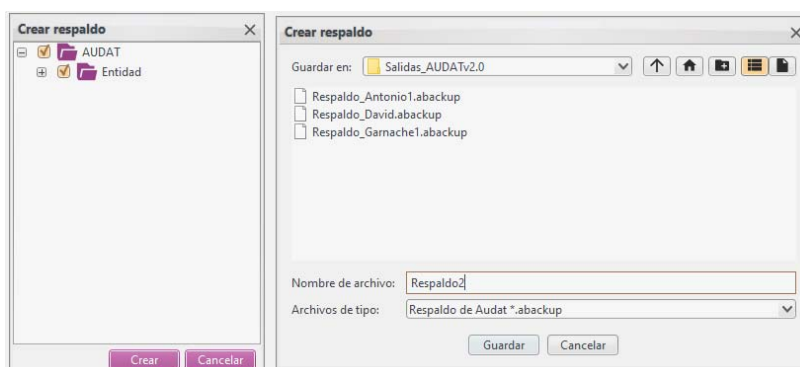 Crear respaldo
AUDAT
Entidad
Crear
Cancelar
Crear respaldo
Guardar en:
Salidas_AUDATv2.0
Respaldo_Antonio1.abackup
Respaldo_David.abackup
Respaldo_Garnache1.abackup
Nombre de archivo:
Respaldo2
Archivos de tipo:
Respaldo de Audat *.abackup
Guardar
Cancelar